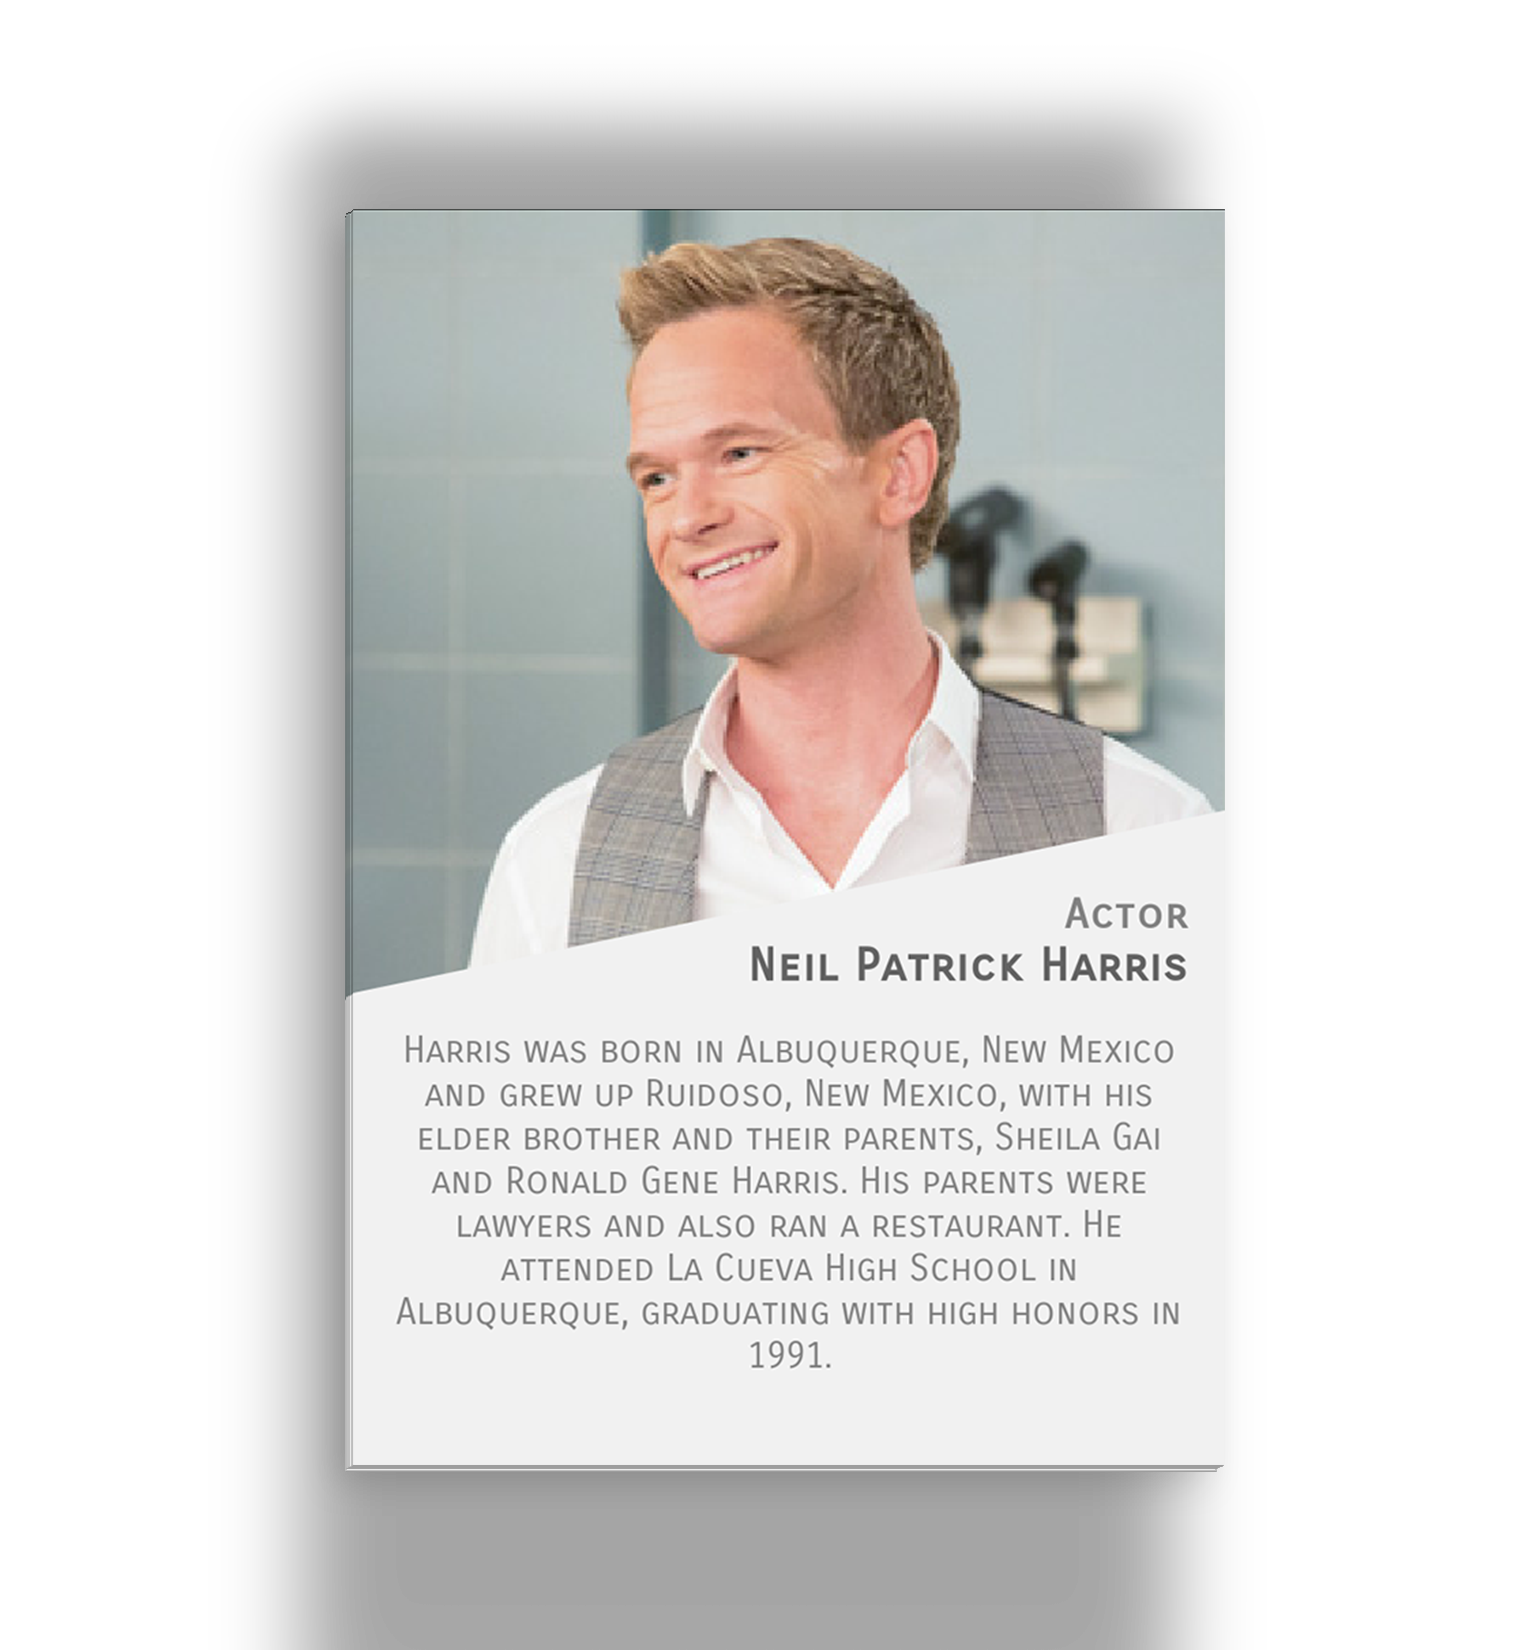 Actor
Neil Patrick Harris
Harris was born in Albuquerque, New Mexico
and grew up Ruidoso, New Mexico, with his
elder brother and their parents, Sheila Gai
and Ronald Gene Harris. His parents were
lawyers and also ran a restaurant. He
attended La Cueva High School in
Albuquerque, graduating with high honors in
1991.